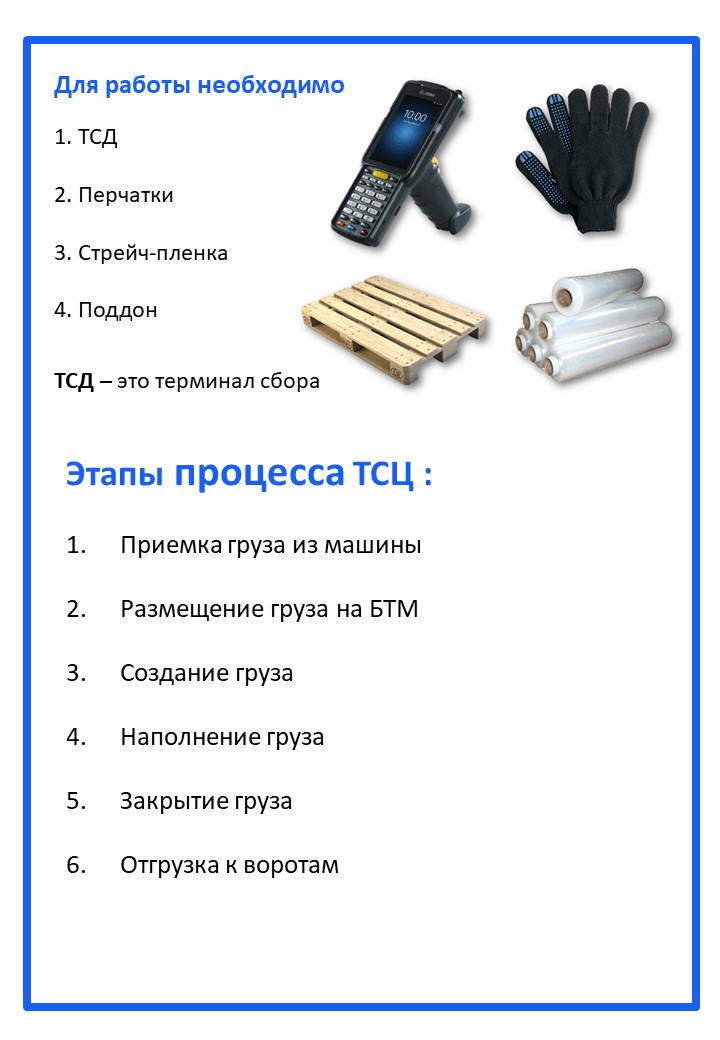 Для работы необходимо
1. ТСД
2. Перчатки
3. Стрейч-пленка
4. Поддон
ТСД – это терминал сбора
10:00
Этапы процесса ТСЦ :
1. Приемка груза из машины
2. Размещение груза на БТМ
3. Создание груза
4. Наполнение груза
5. Закрытие груза
6. Отгрузка к воротам